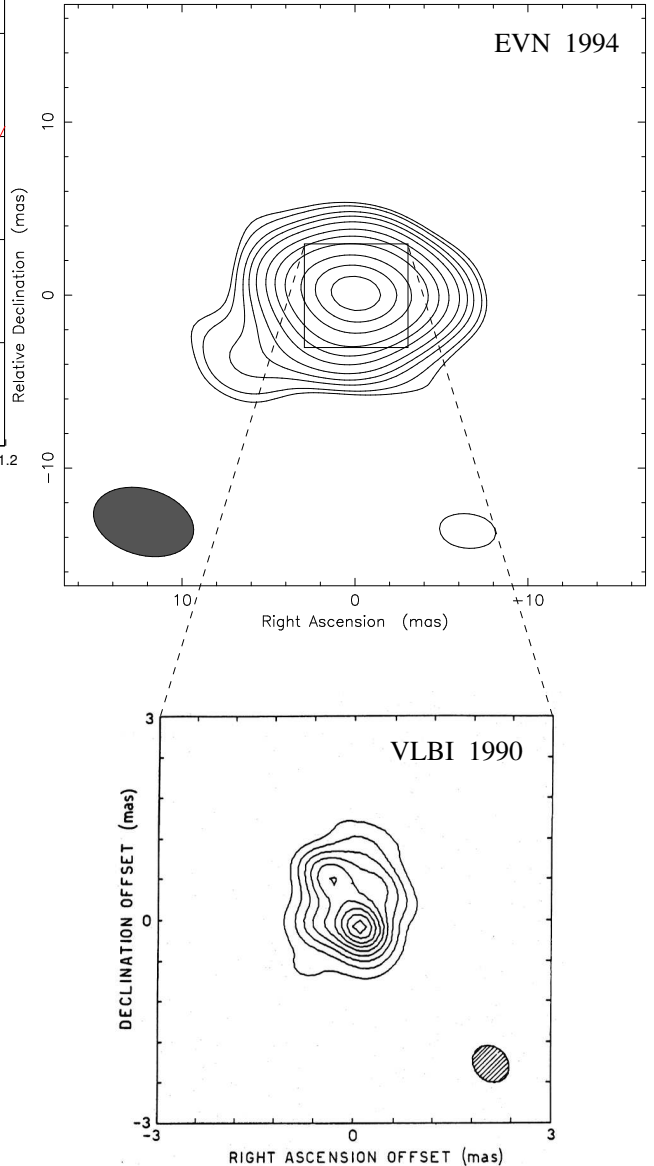 EVN 1994
10
0
−10
Relative Declination (mas)
1.2
10
0
+10
Right Ascension (mas)
3
VLBI 1990
0
DECLINATION OFFSET (mas)
-3
-3
0
3
RIGHT ASCENSION OFFSET (mas)